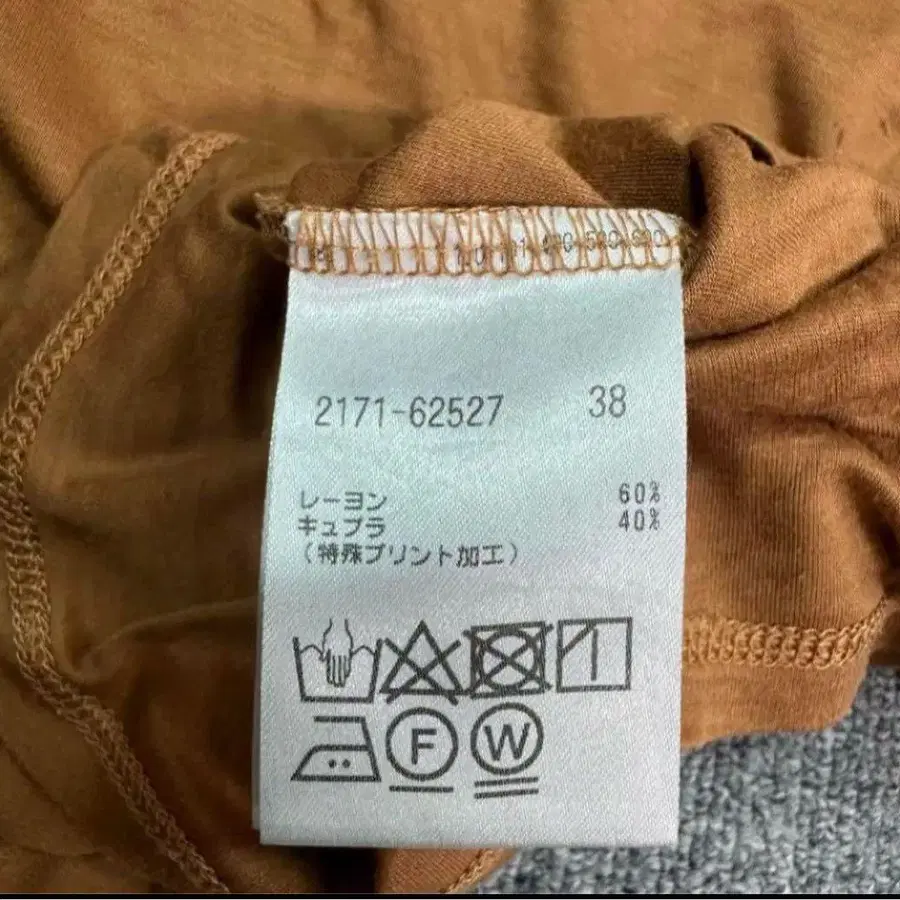 2171-62527 38
レーヨン 60%
キュプラ 40%
(特殊プリント加工)
F W